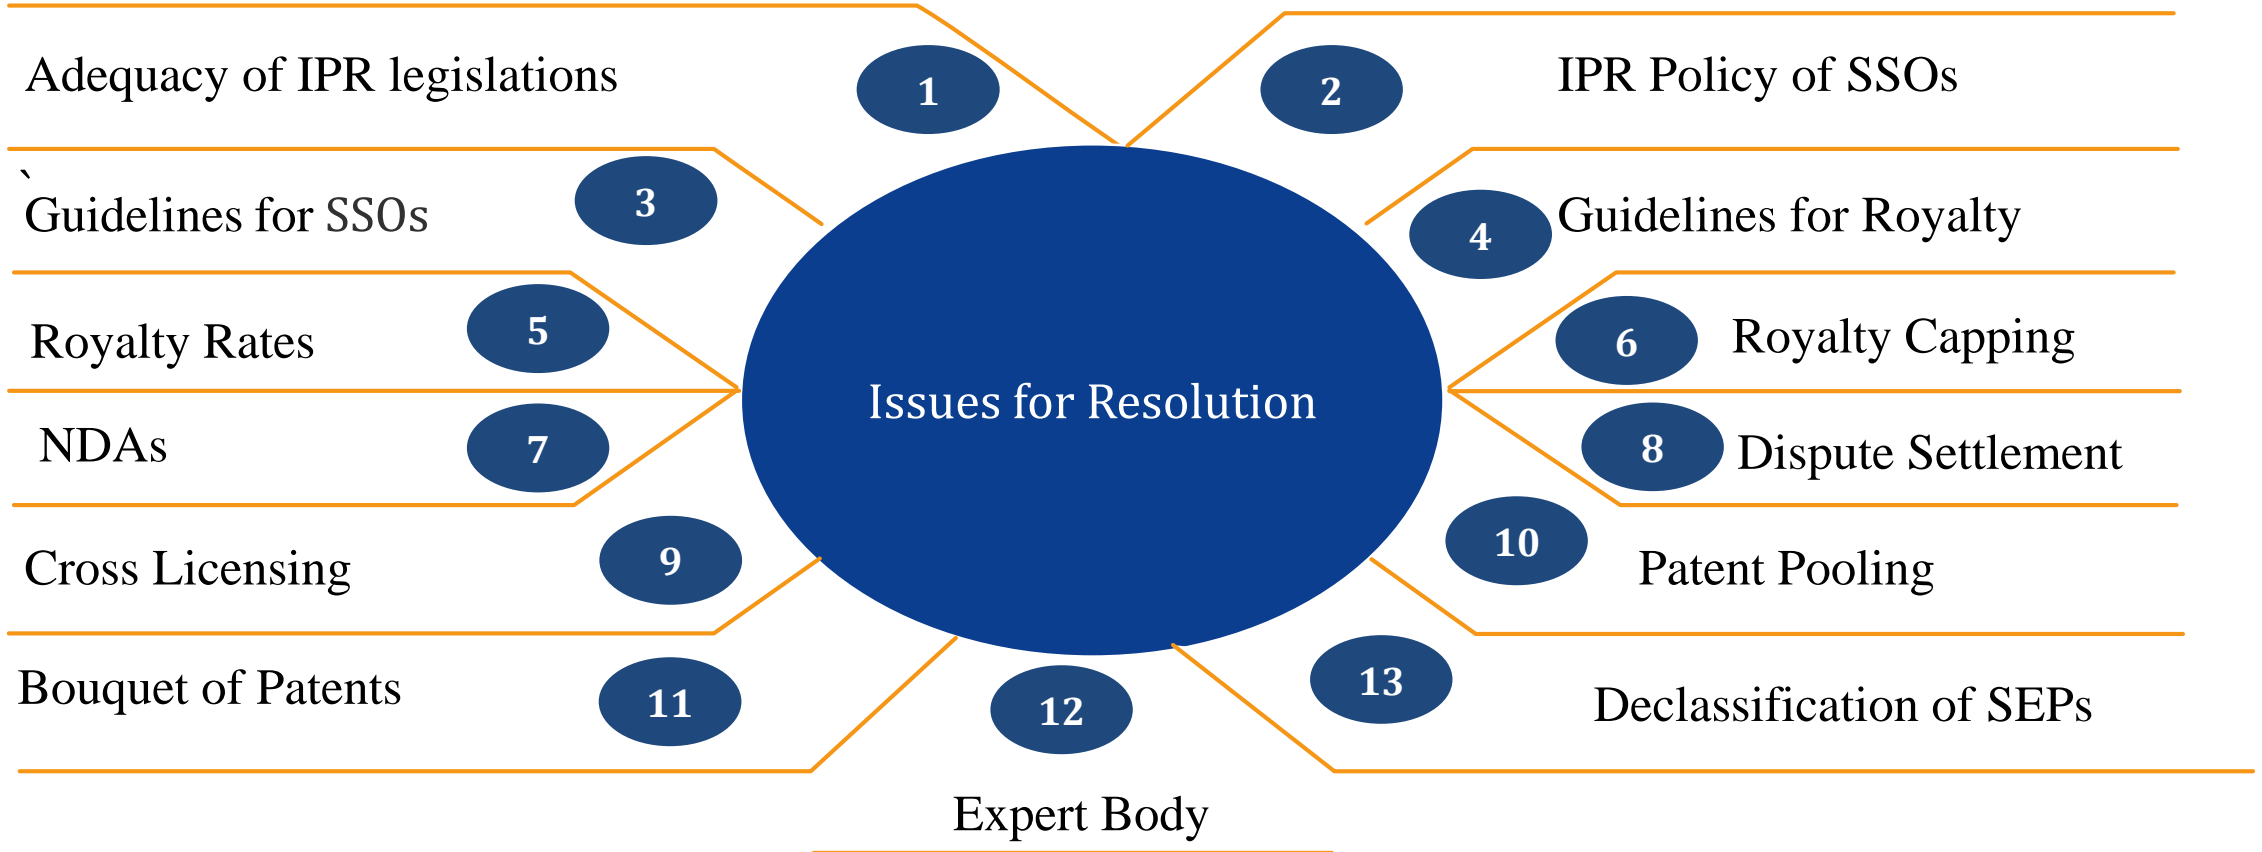 Adequacy of IPR legislations
1
2
IPR Policy of SSOs
`
Guidelines for SSOs
3
4
Guidelines for Royalty
Royalty Rates
5
6
Royalty Capping
Issues for Resolution
NDAs
7
8
Dispute Settlement
Cross Licensing
9
10
Patent Pooling
Bouquet of Patents
11
12
13
Declassification of SEPs
Expert Body